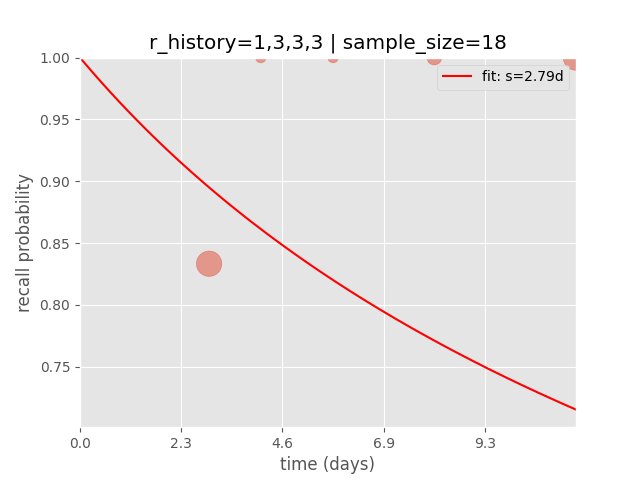 r_history=1,3,3,3 | sample_size=18
1.00
0.95
0.90
0.85
0.80
0.75
recall probability
fit: s=2.79d
0.0 2.3 4.6 6.9 9.3
time (days)